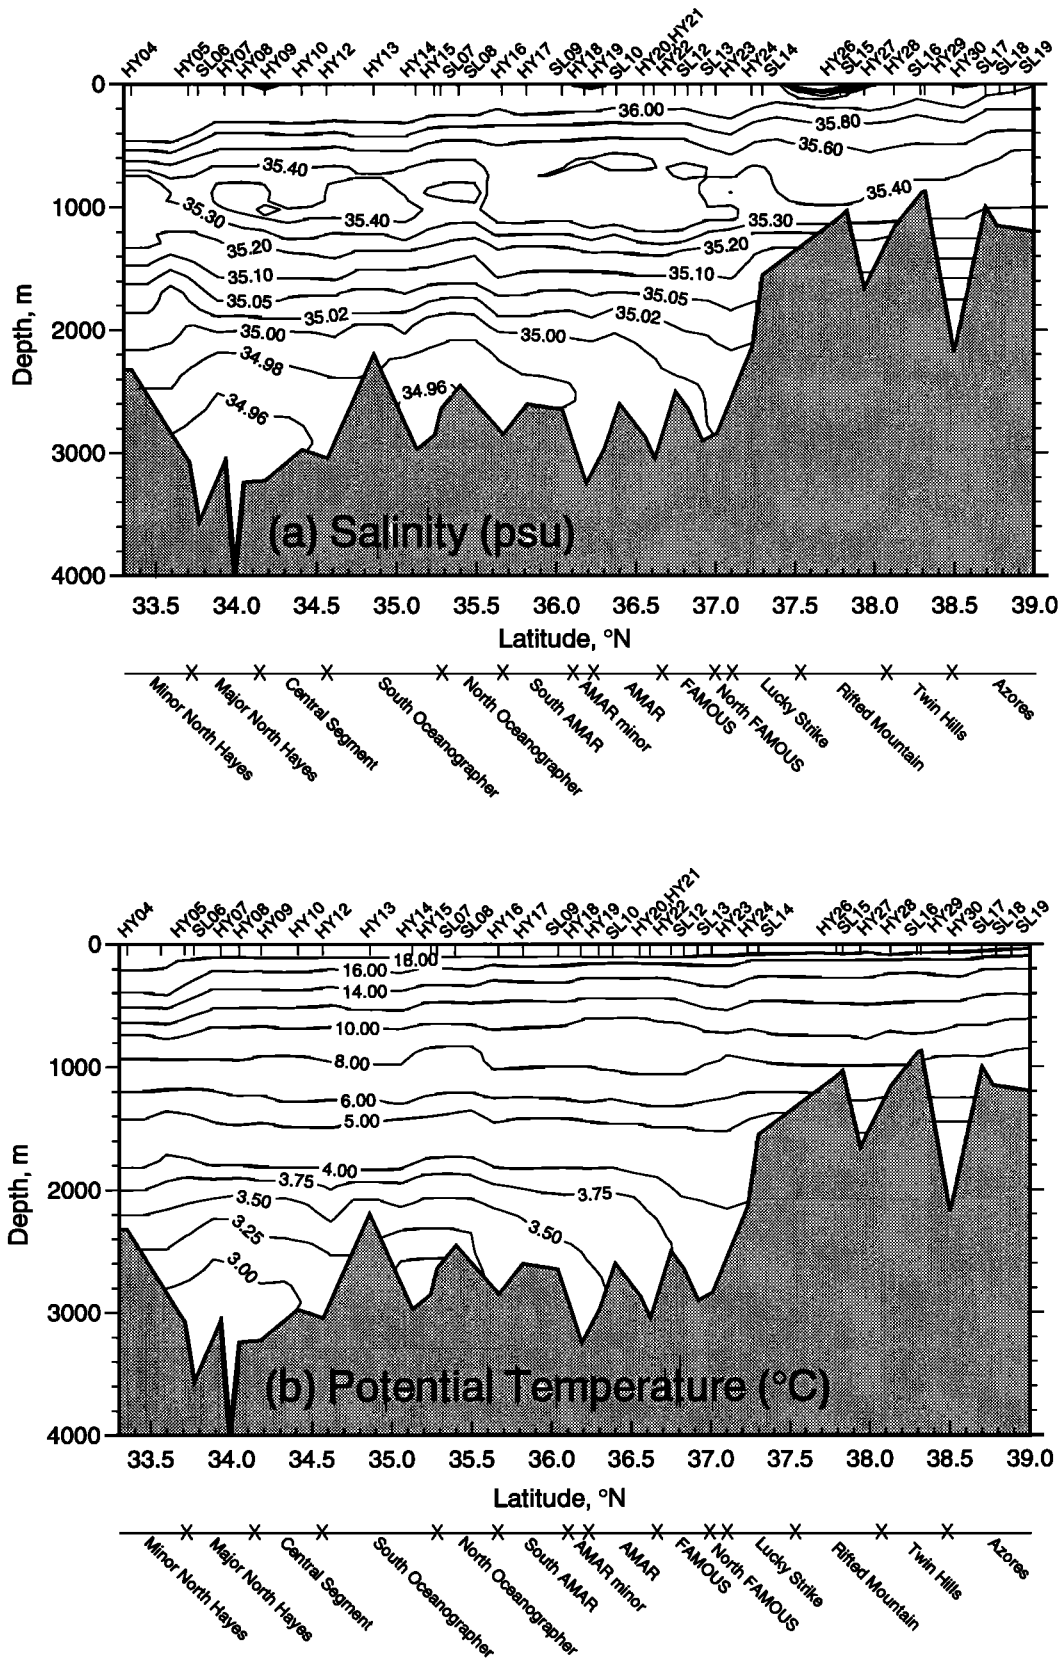 HY04 HY05 SL06 HY07 HY08 HY09 HY10 HY12 HY13 HY14 HY15 SL07 SL08 HY16 HY17 SL09 HY18 HY19 SL10 HY20,HY21 HY22 SL12 SL13 HY23 HY24 SL14 HY26 SL15 HY27 HY28 SL16 HY29 HY30 SL17 SL18 SL19
0
36.00
35.80
35.60
35.40
35.40
1000
35.30
35.40
35.30
35.20
35.20
35.10
35.10
35.05
35.05
35.02
35.02
2000
35.00
35.00
34.98
34.96
34.96
3000
4000
Depth, m
(a) Salinity (psu)
33.5 34.0 34.5 35.0 35.5 36.0 36.5 37.0 37.5 38.0 38.5 39.0
Latitude, °N
Minor North Hayes
Major North Hayes
Central Segment
South Oceanographer
North Oceanographer
South AMAR
AMAR minor
AMAR
FAMOUS
North FAMOUS
Lucky Strike
Rifted Mountain
Twin Hills
Azores
HY04 HY05 SL06 HY07 HY08 HY09 HY10 HY12 HY13 HY14 HY15 SL07 SL08 HY16 HY17 SL09 HY18 HY19 SL10 HY20,HY21 HY22 SL12 SL13 HY23 HY24 SL14 HY26 SL15 HY27 HY28 SL16 HY29 HY30 SL17 SL18 SL19
0
18.00
16.00
14.00
10.00
1000
8.00
6.00
5.00
4.00
3.75
3.75
2000
3.50
3.50
3.25
3.00
3000
4000
Depth, m
(b) Potential Temperature (°C)
33.5 34.0 34.5 35.0 35.5 36.0 36.5 37.0 37.5 38.0 38.5 39.0
Latitude, °N
Minor North Hayes
Major North Hayes
Central Segment
South Oceanographer
North Oceanographer
South AMAR
AMAR minor
AMAR
FAMOUS
North FAMOUS
Lucky Strike
Rifted Mountain
Twin Hills
Azores